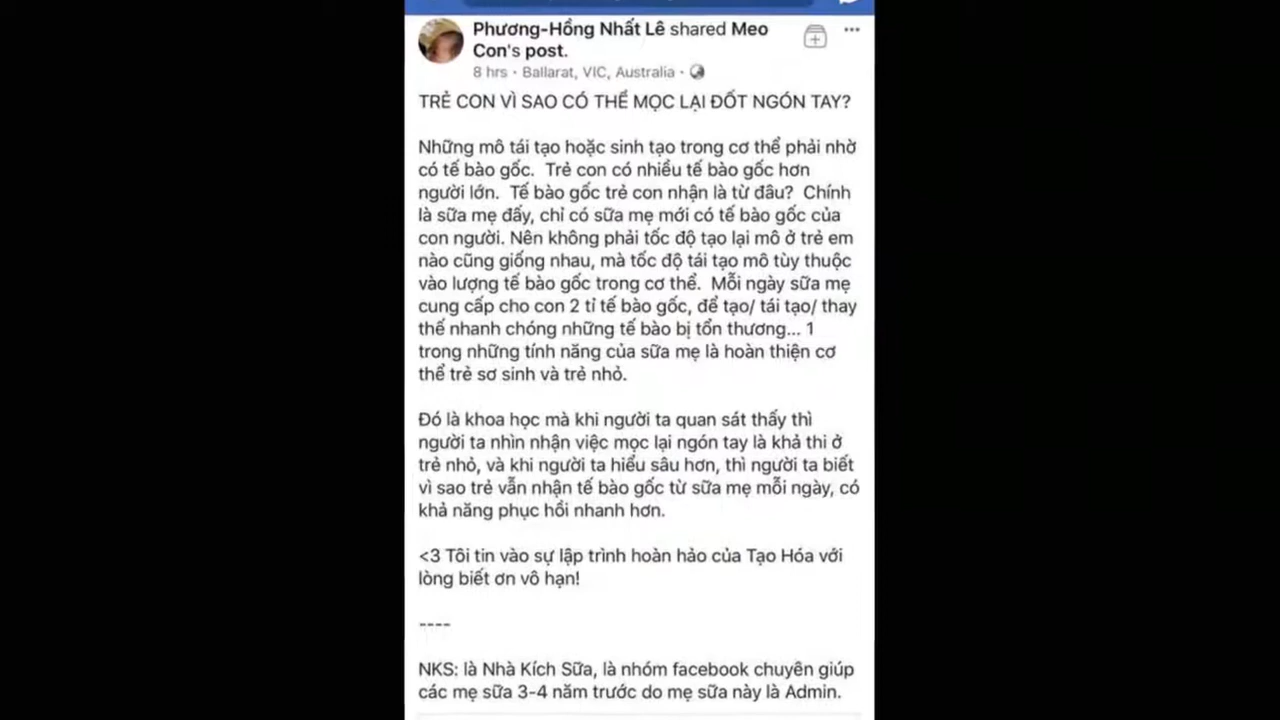 Phương-Hồng Nhất Lê shared Meo
Con's post.
8 hrs · Ballarat, VIC, Australia ·
TRẺ CON VÌ SAO CÓ THỂ MỌC LẠI ĐỐT NGÓN TAY?
Những mô tái tạo hoặc sinh tạo trong cơ thể phải nhờ
có tế bào gốc. Trẻ con có nhiều tế bào gốc hơn
người lớn. Tế bào gốc trẻ con nhận là từ đâu? Chính
là sữa mẹ đấy, chỉ có sữa mẹ mới có tế bào gốc của
con người. Nên không phải tốc độ tạo lại mô ở trẻ em
nào cũng giống nhau, mà tốc độ tái tạo mô tùy thuộc
vào lượng tế bào gốc trong cơ thể. Mỗi ngày sữa mẹ
cung cấp cho con 2 tỉ tế bào gốc, để tạo/ tái tạo/ thay
thế nhanh chóng những tế bào bị tổn thương... 1
trong những tính năng của sữa mẹ là hoàn thiện cơ
thể trẻ sơ sinh và trẻ nhỏ.
Đó là khoa học mà khi người ta quan sát thấy thì
người ta nhìn nhận việc mọc lại ngón tay là khả thi ở
trẻ nhỏ, và khi người ta hiểu sâu hơn, thì người ta biết
vì sao trẻ vẫn nhận tế bào gốc từ sữa mẹ mỗi ngày, có
khả năng phục hồi nhanh hơn.
<3 Tôi tin vào sự lập trình hoàn hảo của Tạo Hóa với
lòng biết ơn vô hạn!
----
NKS: là Nhà Kích Sữa, là nhóm facebook chuyên giúp
các mẹ sữa 3-4 năm trước do mẹ sữa này là Admin.